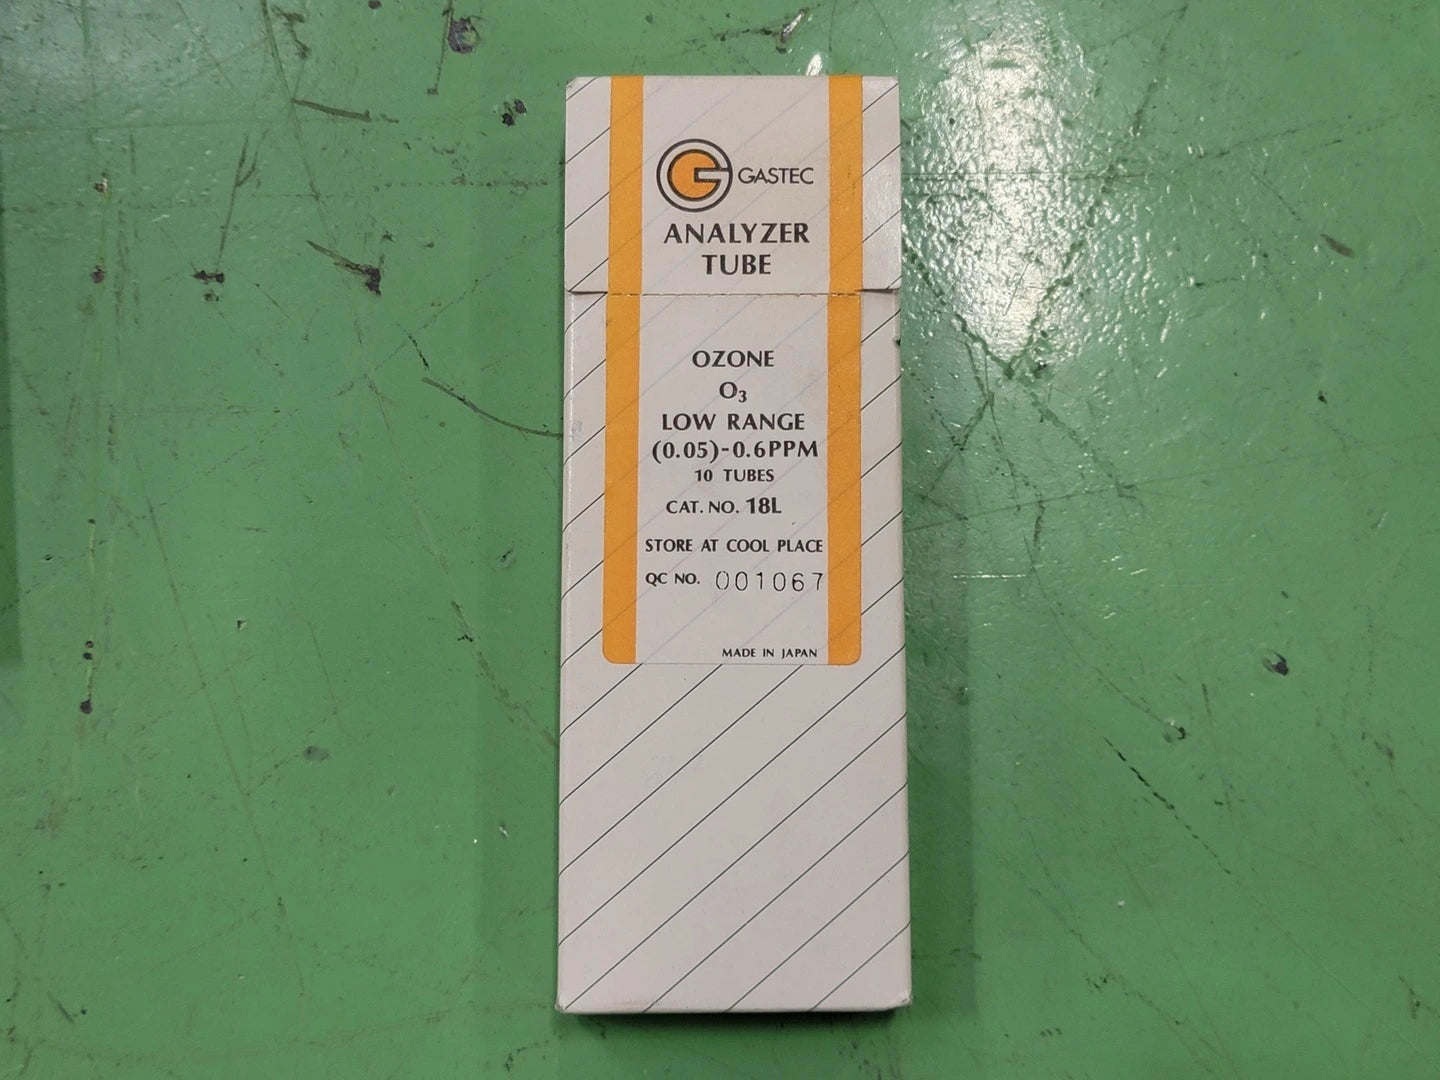 GASTEC
ANALYZER
TUBE
OZONE
O₃
LOW RANGE
(0.05)-0.6PPM
10 TUBES
CAT. NO. 18L
STORE AT COOL PLACE
QC NO. 001067
MADE IN JAPAN